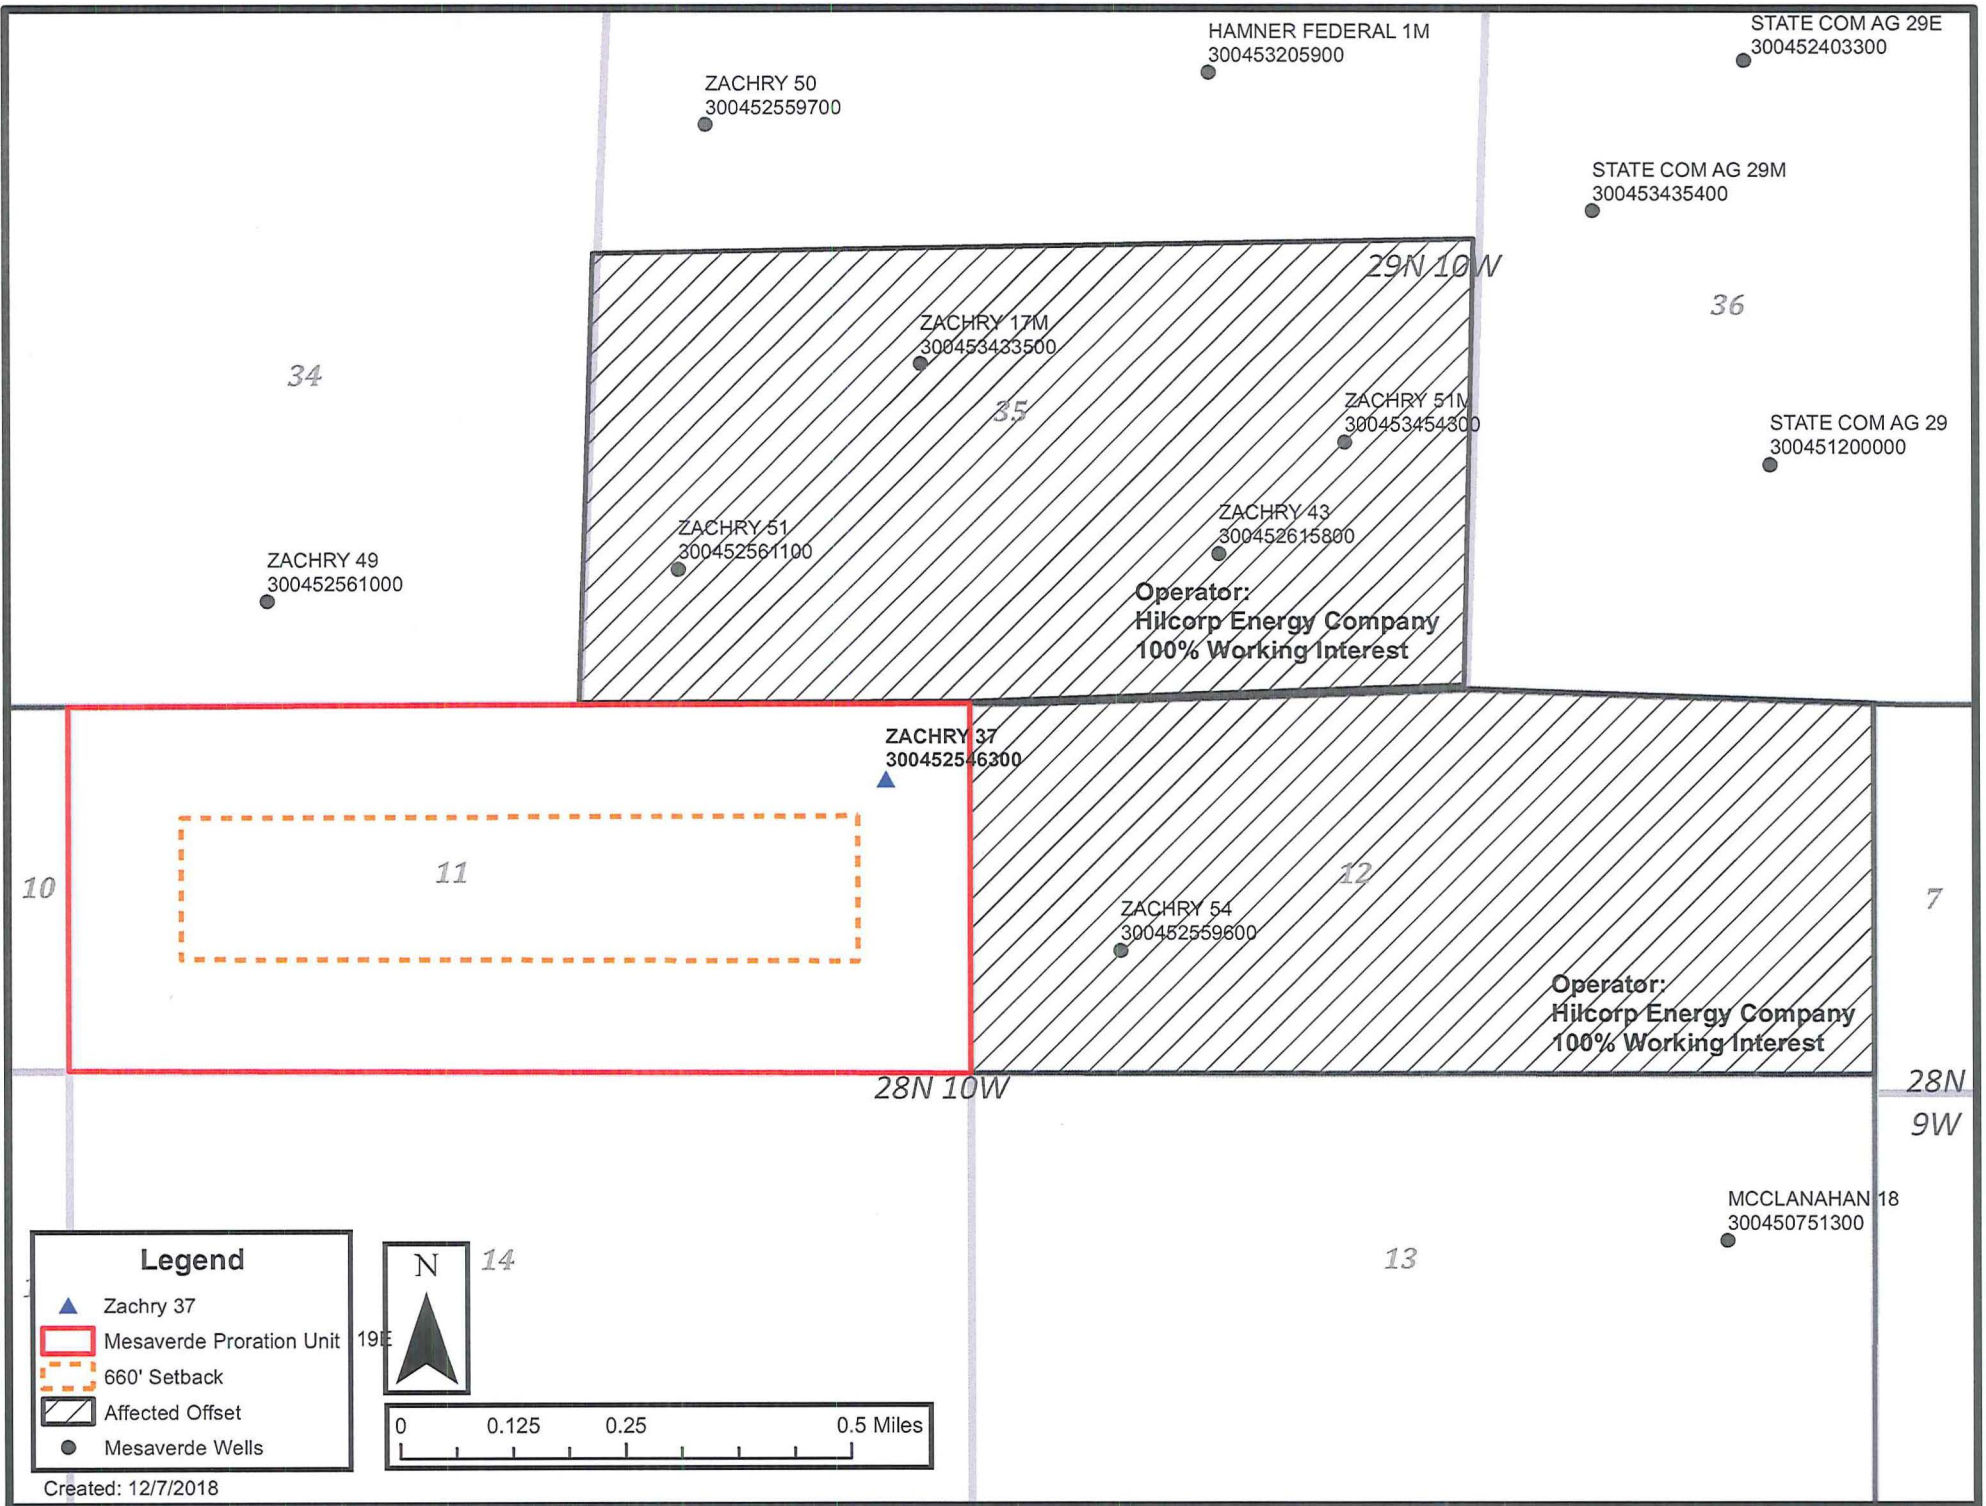 HAMNER FEDERAL 1M
300453205900
STATE COM AG 29E
300452403300
ZACHRY 50
300452559700
STATE COM AG 29M
300453435400
29N 10W
36
ZACHRY 17M
300453433500
34
35
ZACHRY 51M
300453454300
STATE COM AG 29
300451200000
ZACHRY 43
300452615800
ZACHRY 51
300452561100
ZACHRY 49
300452561000
Operator:
Hilcorp Energy Company
100% Working Interest
ZACHRY 37
300452546300
10
11
12
7
ZACHRY 54
300452559600
Operator:
Hilcorp Energy Company
100% Working Interest
28N 10W
28N
9W
MCCLANAHAN 18
300450751300
14
13
Legend
Zachry 37
Mesaverde Proration Unit
19E
660' Setback
Affected Offset
Mesaverde Wells
N
0 0.125 0.25 0.5 Miles
Created: 12/7/2018